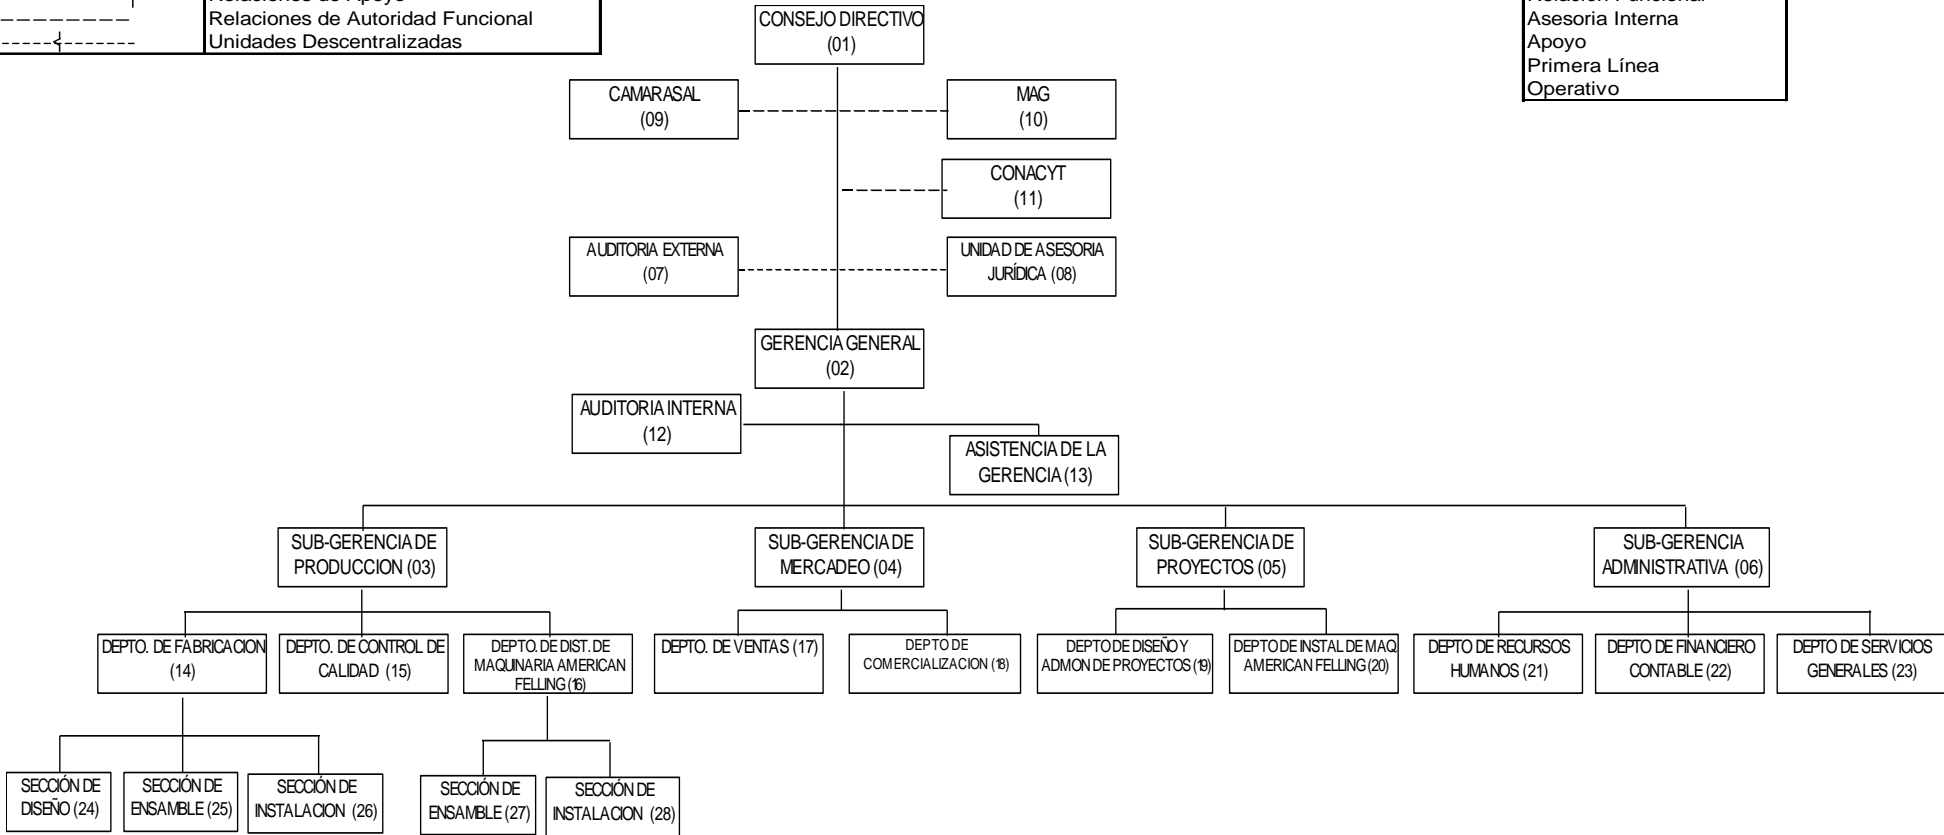 Relaciones de Apoyo
Relaciones de Autoridad Funcional
Unidades Descentralizadas
Relación Funcional
Asesoria Interna
Apoyo
Primera Línea
Operativo
CONSEJO DIRECTIVO
(01)
CAMARASAL
(09)
MAG
(10)
CONACYT
(11)
AUDITORIA EXTERNA
(07)
UNIDAD DE ASESORIA
JURÍDICA (08)
GERENCIA GENERAL
(02)
AUDITORIA INTERNA
(12)
ASISTENCIA DE LA
GERENCIA (13)
SUB-GERENCIA DE
PRODUCCION (03)
SUB-GERENCIA DE
MERCADEO (04)
SUB-GERENCIA DE
PROYECTOS (05)
SUB-GERENCIA
ADMINISTRATIVA (06)
DEPTO. DE FABRICACION
(14)
DEPTO. DE CONTROL DE
CALIDAD (15)
DEPTO. DE DIST. DE
MAQUINARIA AMERICAN
FELLING (16)
DEPTO. DE VENTAS (17)
DEPTO DE
COMERCIALIZACION (18)
DEPTO DE DISEÑO Y
ADMON DE PROYECTOS (19)
DEPTO DE INSTAL DE MAQ
AMERICAN FELLING (20)
DEPTO DE RECURSOS
HUMANOS (21)
DEPTO DE FINANCIERO
CONTABLE (22)
DEPTO DE SERVICIOS
GENERALES (23)
SECCIÓN DE
DISEÑO (24)
SECCIÓN DE
ENSAMBLE (25)
SECCIÓN DE
INSTALACION (26)
SECCIÓN DE
ENSAMBLE (27)
SECCIÓN DE
INSTALACION (28)